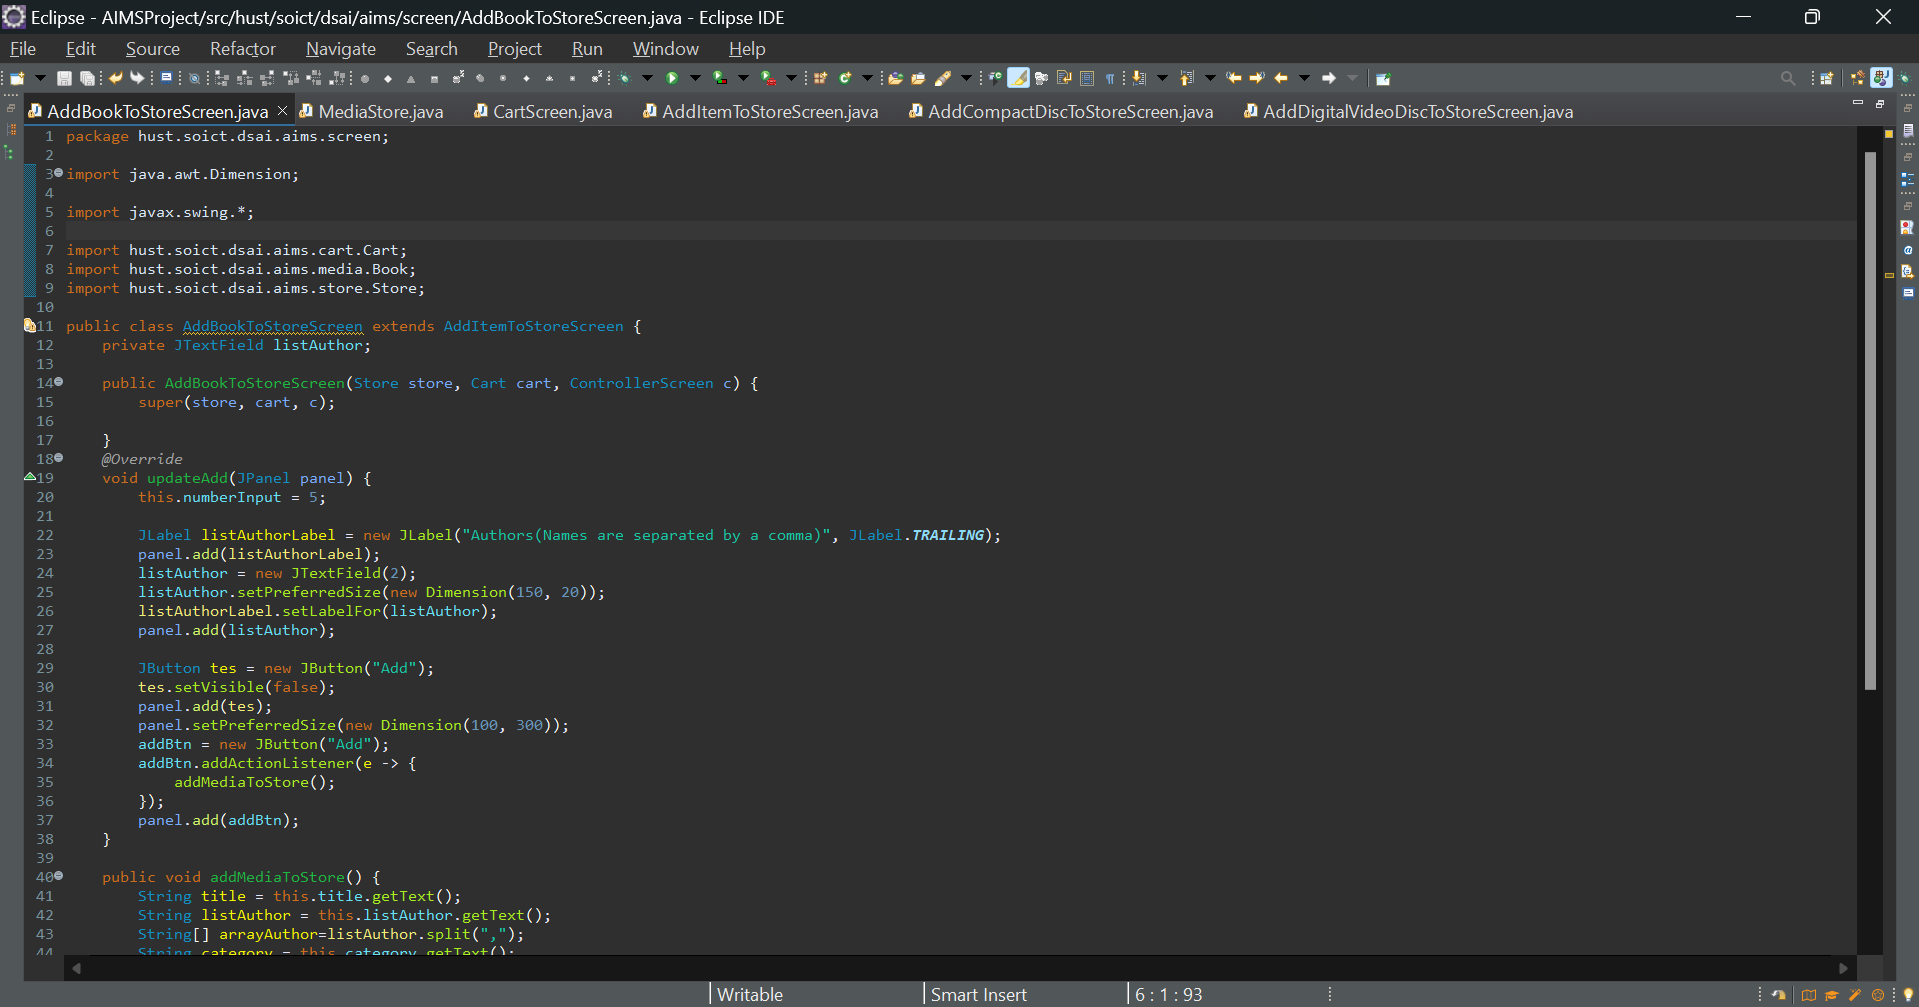 Eclipse - AIMSProject/src/hust/soict/dsai/aims/screen/AddBookToStoreScreen.java - Eclipse IDE
File Edit Source Refactor Navigate Search Project Run Window Help
AddBookToStoreScreen.java MediaStore.java CartScreen.java AddItemToStoreScreen.java AddCompactDiscToStoreScreen.java AddDigitalVideoDiscToStoreScreen.java
1 package hust.soict.dsai.aims.screen;
2
3 import java.awt.Dimension;
4
5 import javax.swing.*;
6
7 import hust.soict.dsai.aims.cart.Cart;
8 import hust.soict.dsai.aims.media.Book;
9 import hust.soict.dsai.aims.store.Store;
10
11 public class AddBookToStoreScreen extends AddItemToStoreScreen {
12     private JTextField listAuthor;
13
14     public AddBookToStoreScreen(Store store, Cart cart, ControllerScreen c) {
15         super(store, cart, c);
16
17     }
18     @Override
19     void updateAdd(JPanel panel) {
20         this.numberInput = 5;
21
22         JLabel listAuthorLabel = new JLabel("Authors(Names are separated by a comma)", JLabel.TRAILING);
23         panel.add(listAuthorLabel);
24         listAuthor = new JTextField(2);
25         listAuthor.setPreferredSize(new Dimension(150, 20));
26         listAuthorLabel.setLabelFor(listAuthor);
27         panel.add(listAuthor);
28
29         JButton tes = new JButton("Add");
30         tes.setVisible(false);
31         panel.add(tes);
32         panel.setPreferredSize(new Dimension(100, 300));
33         addBtn = new JButton("Add");
34         addBtn.addActionListener(e -> {
35             addMediaToStore();
36         });
37         panel.add(addBtn);
38     }
39
40     public void addMediaToStore() {
41         String title = this.title.getText();
42         String listAuthor = this.listAuthor.getText();
43         String[] arrayAuthor=listAuthor.split(",");
44         String category = this.category.getText();
Writable Smart Insert 6 : 1 : 93